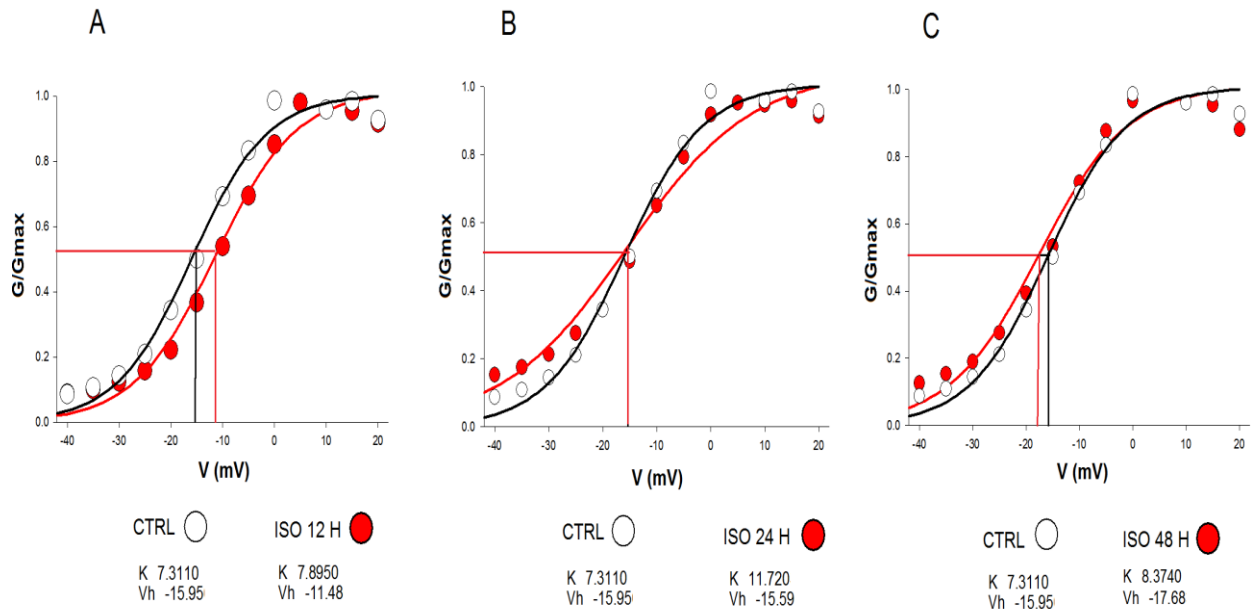 A
G/Gmax
1.0
0.8
0.6
0.4
0.2
0.0
-40 -30 -20 -10 0 10 20
V (mV)
CTRL ISO 12 H
K 7.3110 K 7.8950
Vh -15.95 Vh -11.48
B
G/Gmax
1.0
0.8
0.6
0.4
0.2
0.0
-40 -30 -20 -10 0 10 20
V (mV)
CTRL ISO 24 H
K 7.3110 K 11.720
Vh -15.95 Vh -15.59
C
G/Gmax
1.0
0.8
0.6
0.4
0.2
0.0
-40 -30 -20 -10 0 10 20
V (mV)
CTRL ISO 48 H
K 7.3110 K 8.3740
Vh -15.95 Vh -17.68